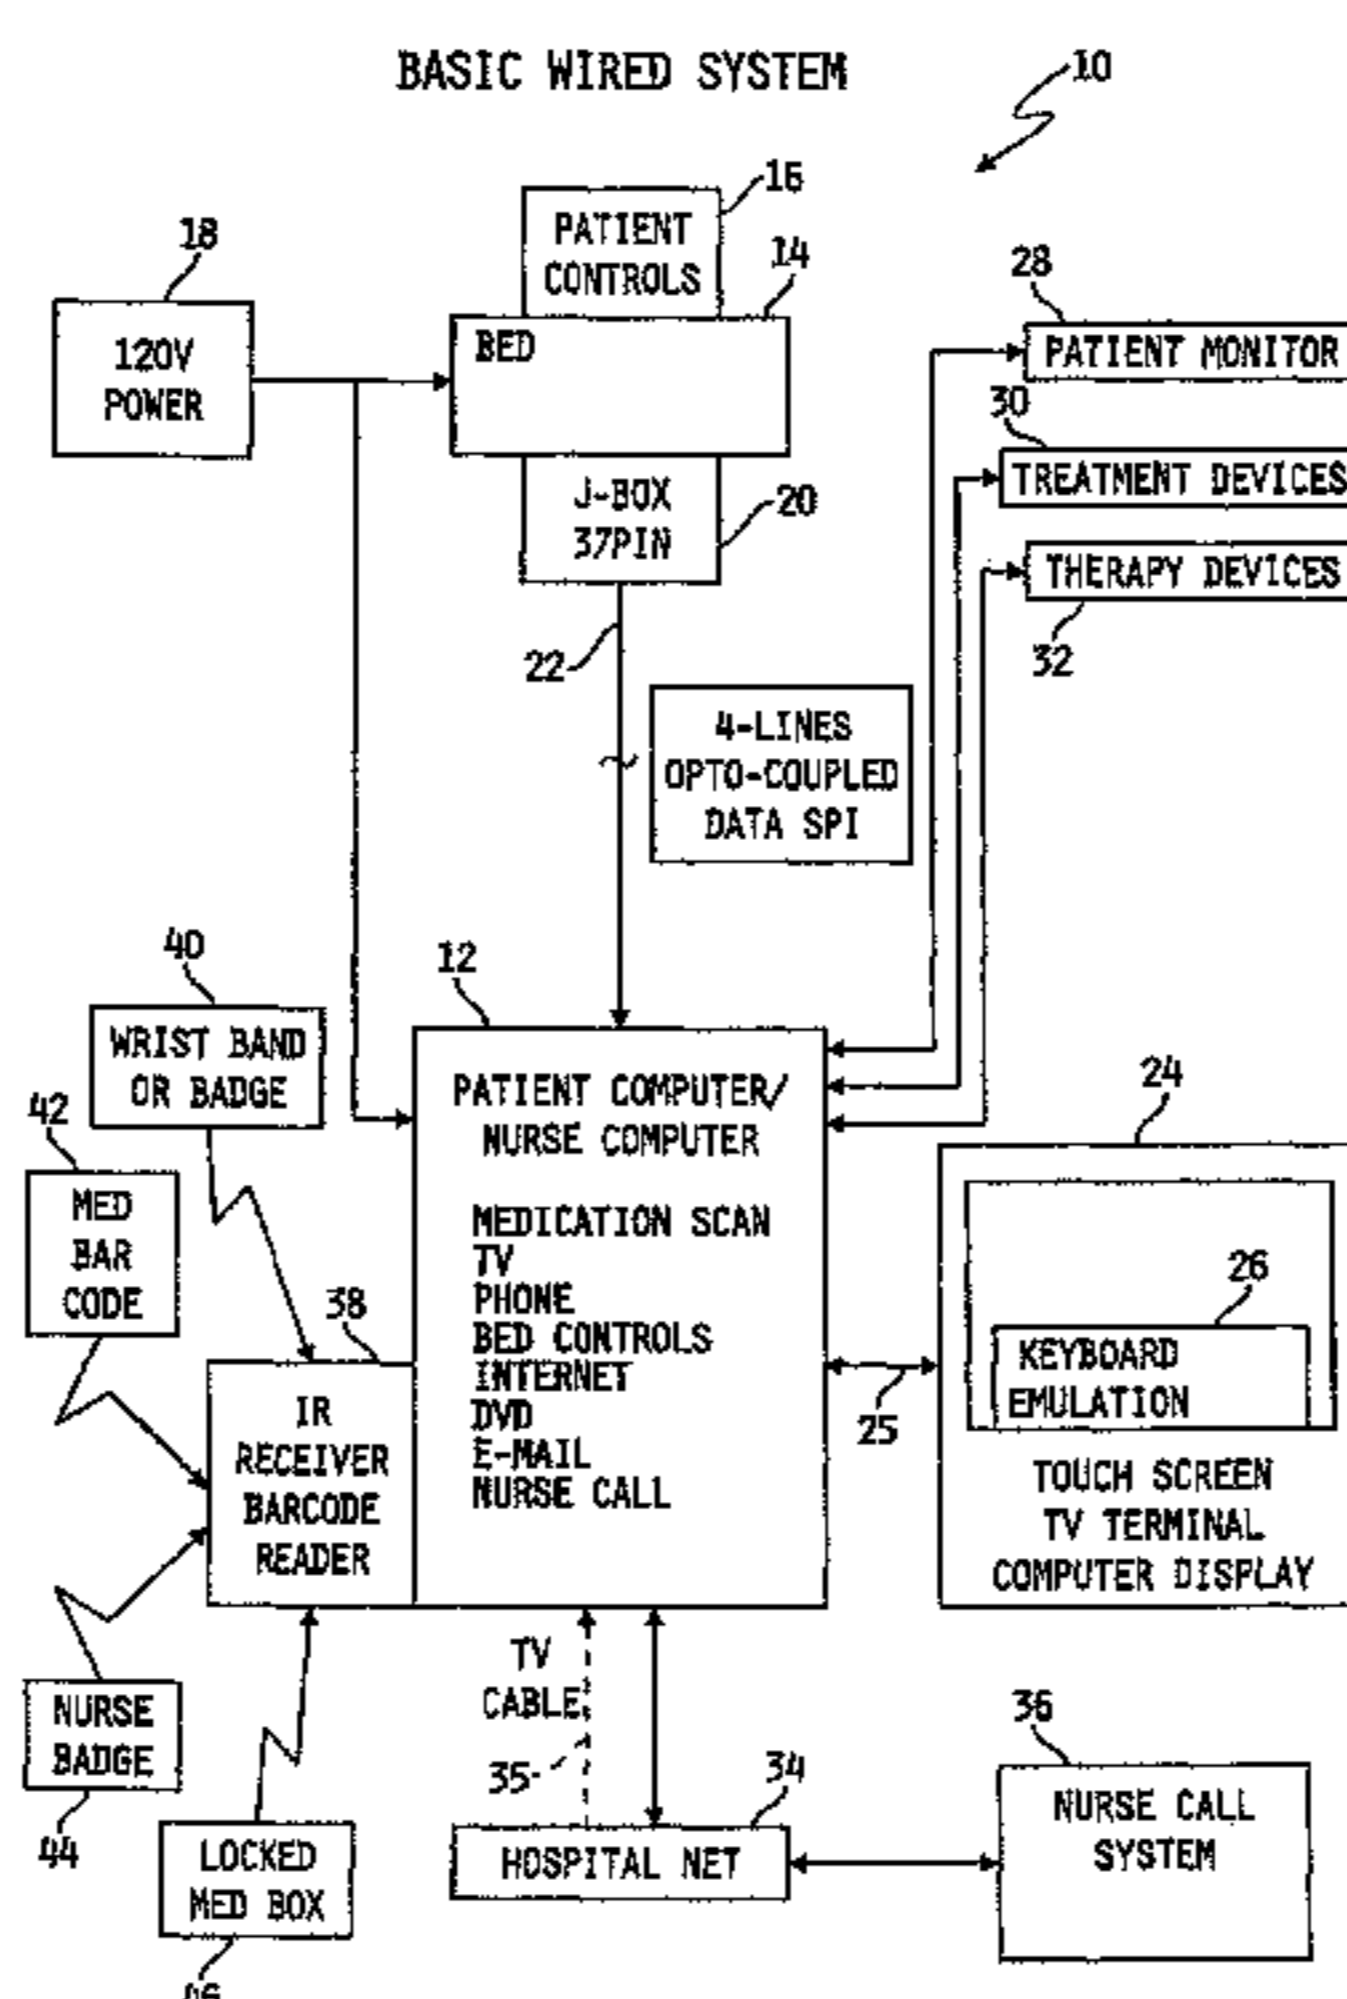 BASIC WIRED SYSTEM
10
16
PATIENT
CONTROLS
18
14
120V
POWER
BED
28
PATIENT MONITOR
30
TREATMENT DEVICES
J-BOX
37PIN
20
THERAPY DEVICES
32
22
4-LINES
OPTO-COUPLED
DATA SPI
40
WRIST BAND
OR BADGE
12
PATIENT COMPUTER/
NURSE COMPUTER
MEDICATION SCAN
TV
PHONE
BED CONTROLS
INTERNET
DVD
E-MAIL
NURSE CALL
42
MED
BAR
CODE
38
IR
RECEIVER
BARCODE
READER
24
26
KEYBOARD
EMULATION
25
TOUCH SCREEN
TV TERMINAL
COMPUTER DISPLAY
TV
CABLE
35
NURSE
BADGE
44
LOCKED
MED BOX
34
HOSPITAL NET
36
NURSE CALL
SYSTEM